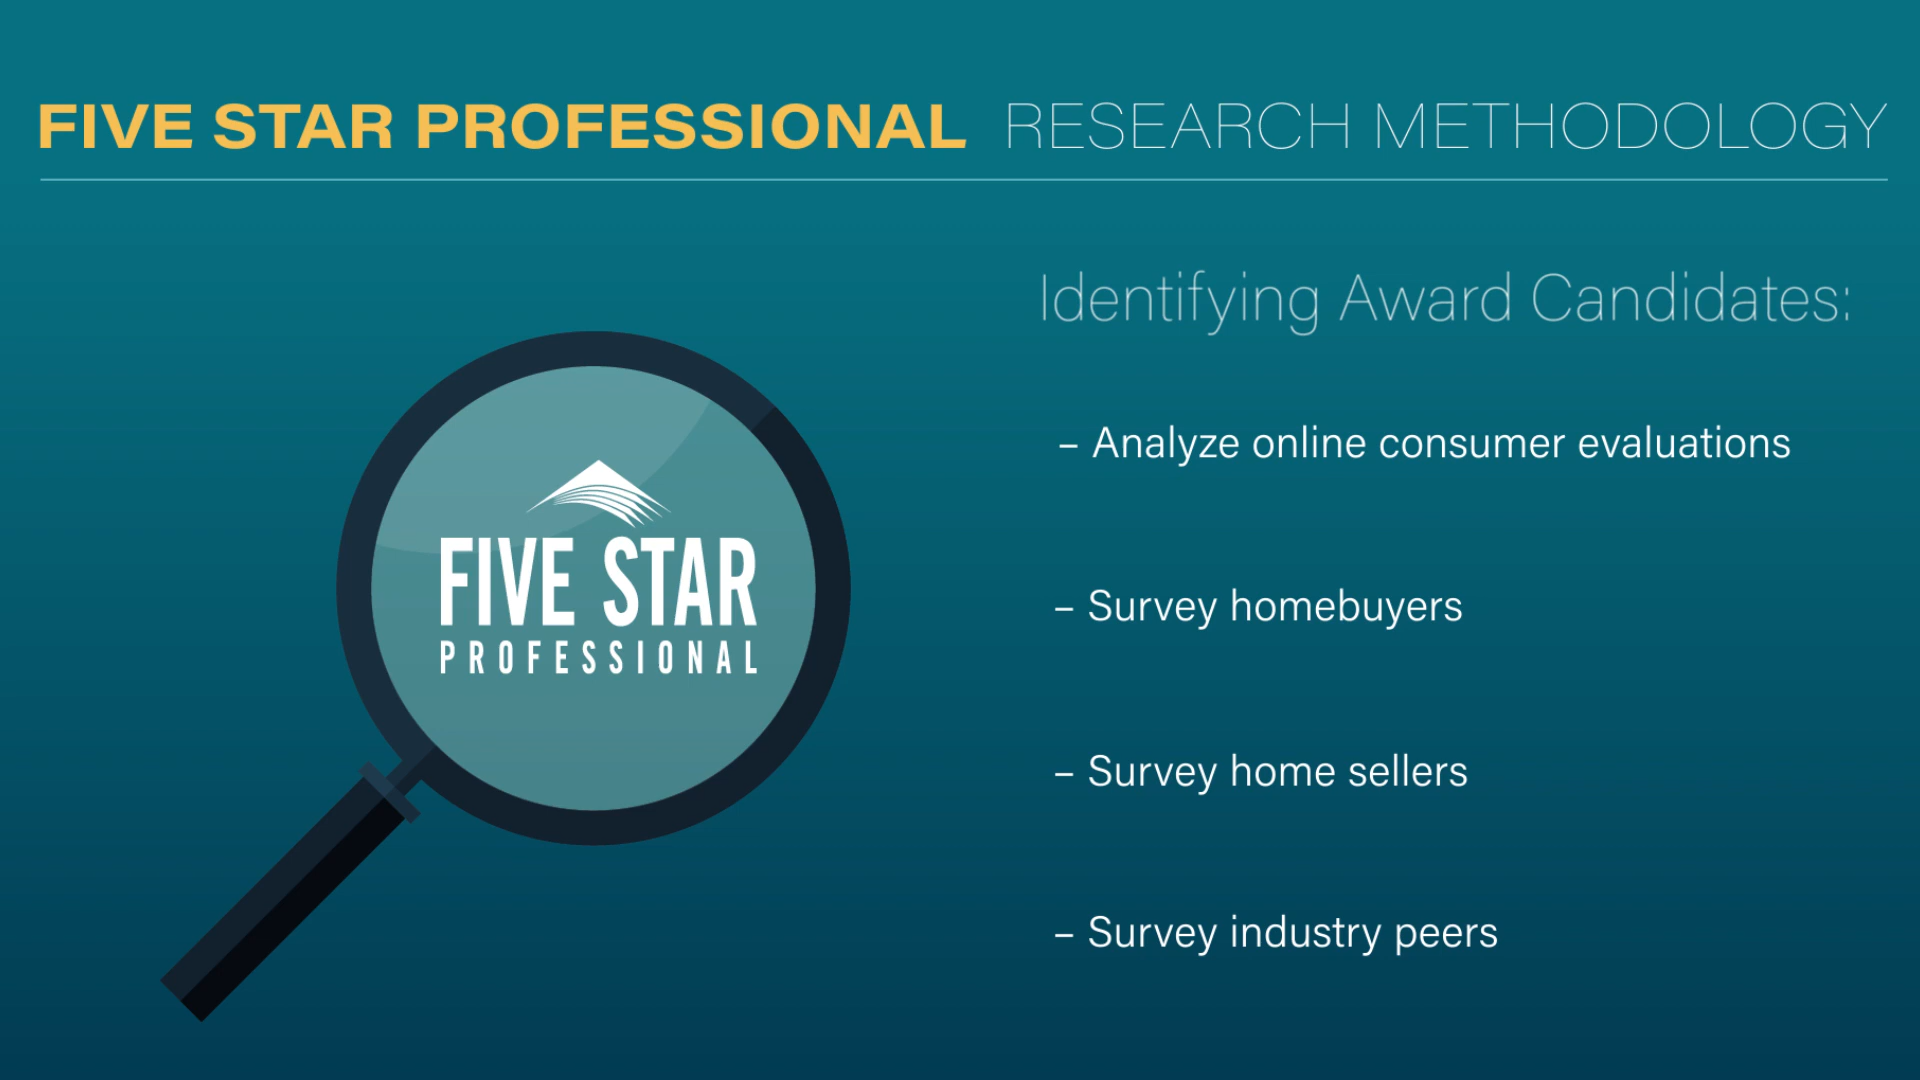 FIVE STAR PROFESSIONAL RESEARCH METHODOLOGY
FIVE STAR
PROFESSIONAL
Identifying Award Candidates:
– Analyze online consumer evaluations
– Survey homebuyers
– Survey home sellers
– Survey industry peers